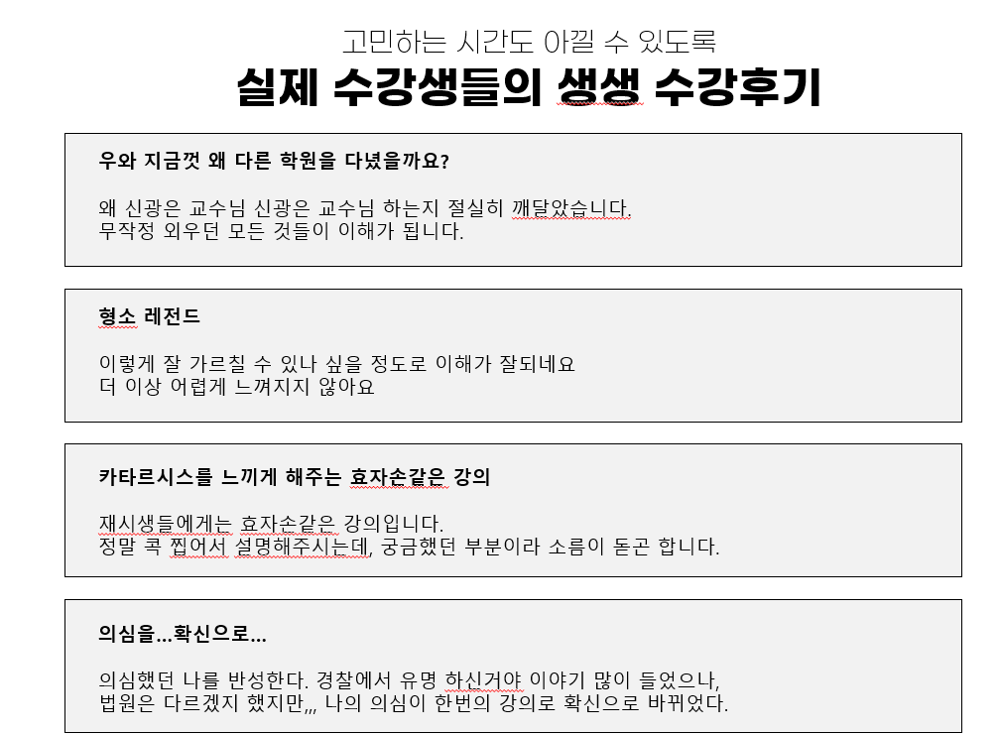 고민하는 시간도 아낄 수 있도록
실제 수강생들의 생생 수강후기
우와 지금껏 왜 다른 학원을 다녔을까요?
왜 신광은 교수님 신광은 교수님 하는지 절실히 깨달았습니다.
무작정 외우던 모든 것들이 이해가 됩니다.
형소 레전드
이렇게 잘 가르칠 수 있나 싶을 정도로 이해가 잘되네요
더 이상 어렵게 느껴지지 않아요
카타르시스를 느끼게 해주는 효자손같은 강의
재시생들에게는 효자손같은 강의입니다.
정말 콕 찝어서 설명해주시는데, 궁금했던 부분이라 소름이 돋곤 합니다.
의심을...확신으로...
의심했던 나를 반성한다. 경찰에서 유명 하신거야 이야기 많이 들었으나,
법원은 다르겠지 했지만,,, 나의 의심이 한번의 강의로 확신으로 바뀌었다.